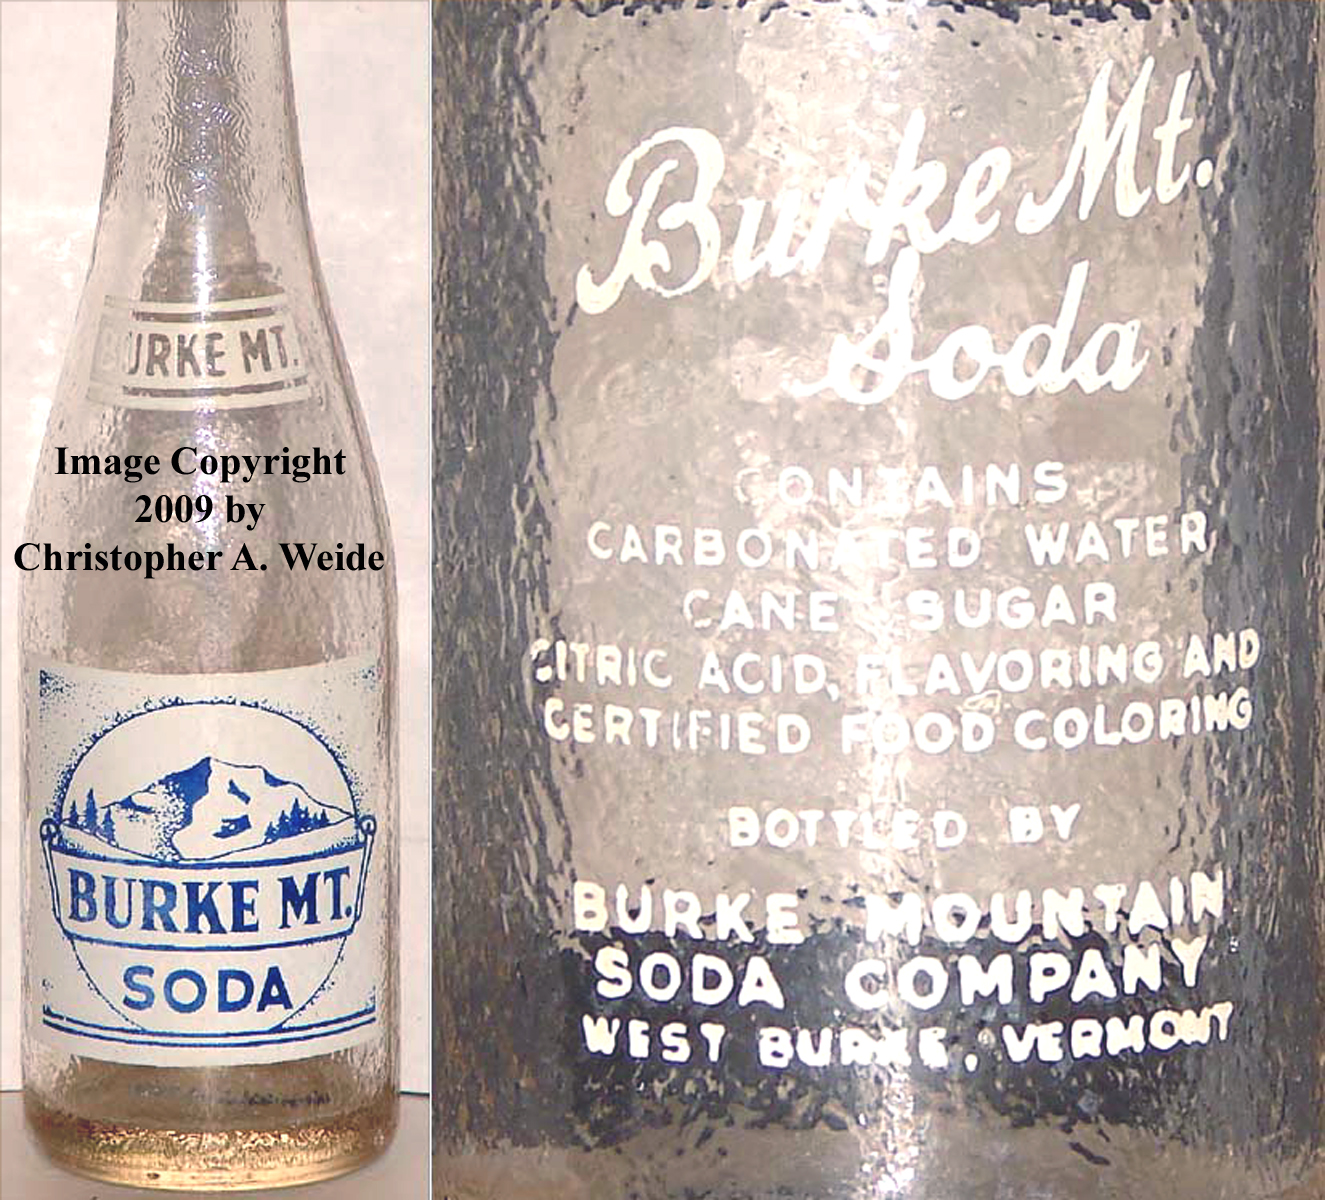 BURKE MT.
Image Copyright
2009 by
Christopher A. Weide
BURKE MT.
SODA
Burke Mt.
Soda
CONTAINS
CARBONATED WATER
CANE SUGAR
CITRIC ACID, FLAVORING AND
CERTIFIED FOOD COLORING
BOTTLED BY
BURKE MOUNTAIN
SODA COMPANY
WEST BURKE, VERMONT